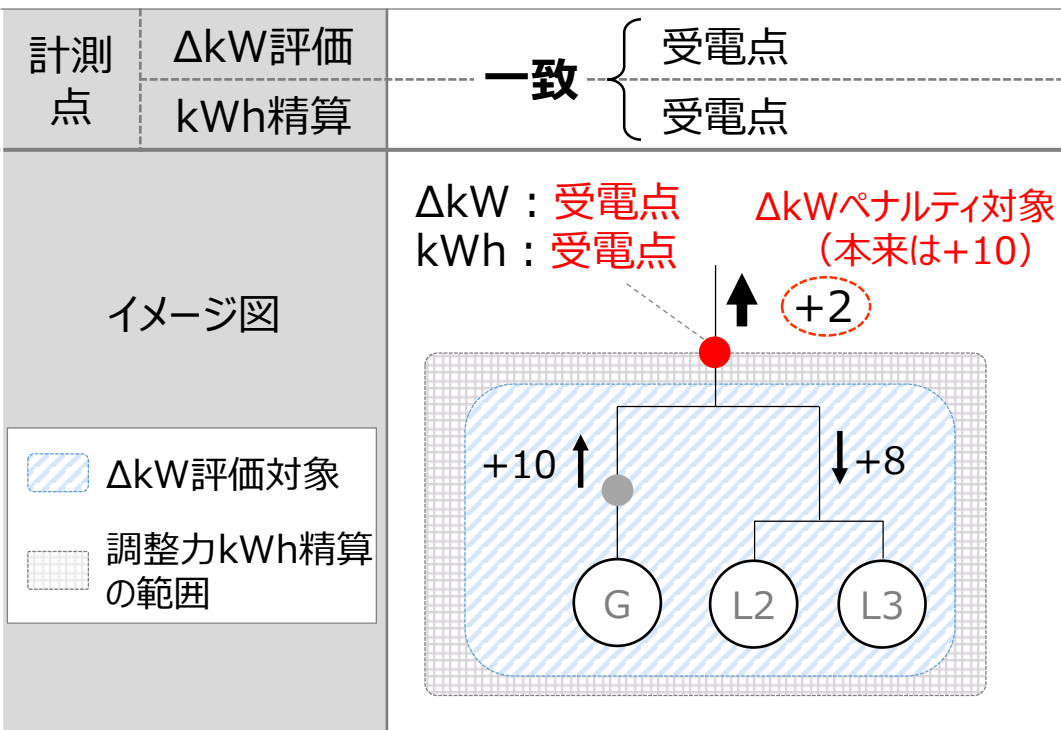 計測
点
ΔkW評価
kWh精算
一致
受電点
受電点
イメージ図
ΔkW:受電点
kWh:受電点
ΔkWペナルティ対象
(本来は+10)
+2
+10
+8
G
L2
L3
ΔkW評価対象
調整力kWh精算
の範囲